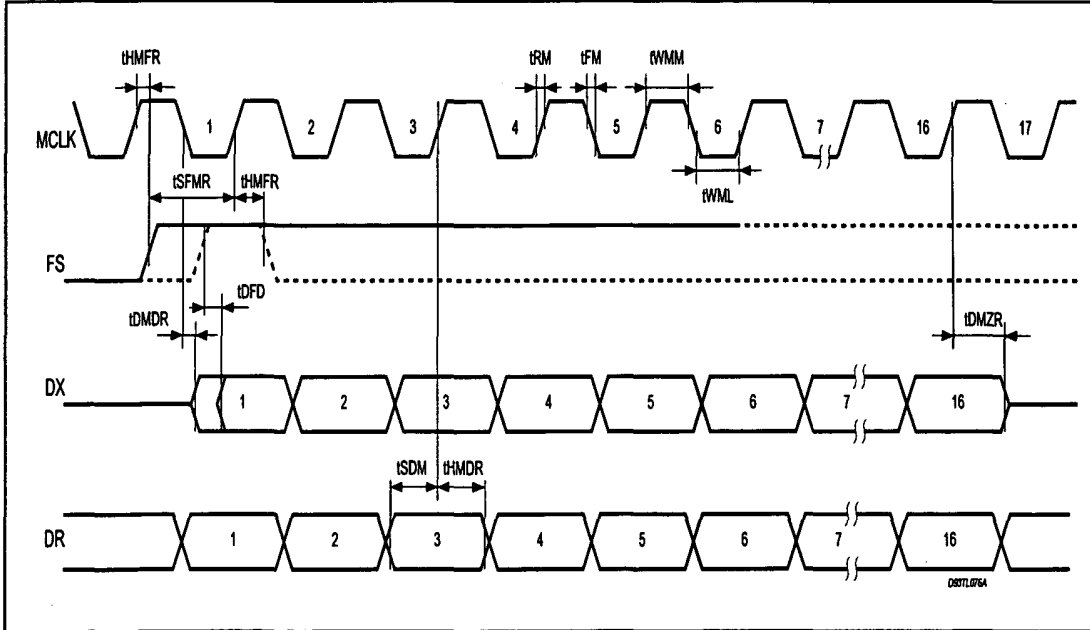 tHMFR tRM tFM tWMM
MCLK 1 2 3 4 5 6 7 16 17
tSFMR tHMFR tWML
FS
tDFD
tDMDR tDMZR
DX 1 2 3 4 5 6 7 16
tSDM tHMDR
DR 1 2 3 4 5 6 7 16
D93TL076A